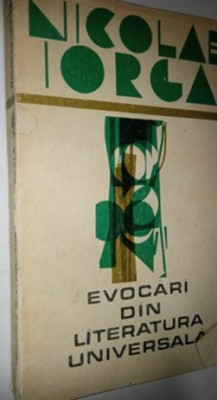 NICOLAE
IORGA
EVOCARI
DIN
LITERATURA
UNIVERSALA